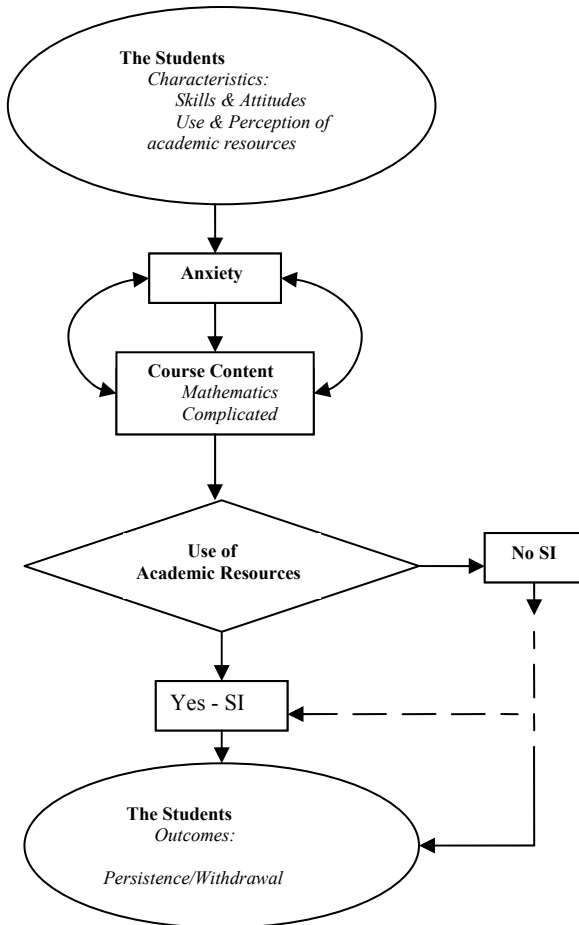 The Students
Characteristics:
Skills & Attitudes
Use & Perception of
academic resources
Anxiety
Course Content
Mathematics
Complicated
Use of
Academic Resources
No SI
Yes - SI
The Students
Outcomes:
Persistence/Withdrawal